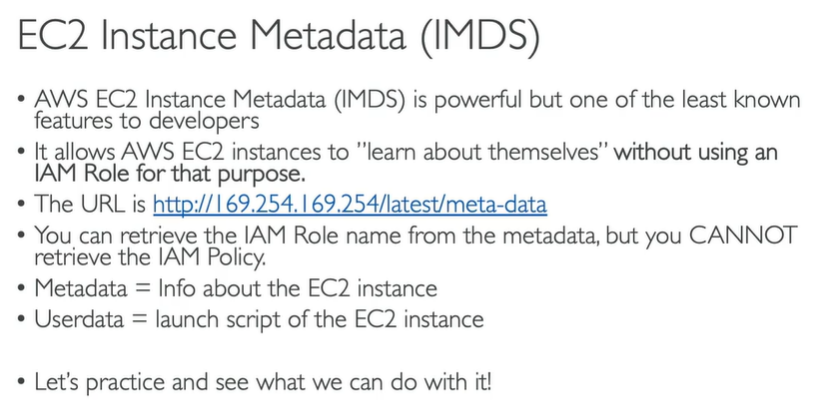 EC2 Instance Metadata (IMDS)
• AWS EC2 Instance Metadata (IMDS) is powerful but one of the least known
features to developers
• It allows AWS EC2 instances to "learn about themselves" without using an
IAM Role for that purpose.
• The URL is http://169.254.169.254/latest/meta-data
• You can retrieve the IAM Role name from the metadata, but you CANNOT
retrieve the IAM Policy.
• Metadata = Info about the EC2 instance
• Userdata = launch script of the EC2 instance
• Let's practice and see what we can do with it!